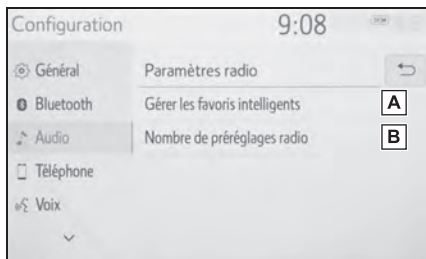 Configuration 9:08
Général
Bluetooth
Audio
Téléphone
Voix
Paramètres radio
Gérer les favoris intelligents A
Nombre de préréglages radio B